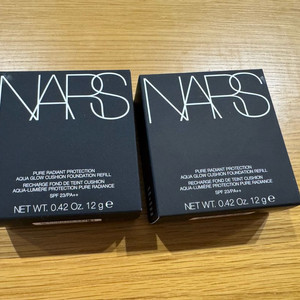 NARS
PURE RADIANT PROTECTION
AQUA GLOW CUSHION FOUNDATION REFILL
RECHARGE FOND DE TEINT CUSHION
AQUA-LUMIÈRE PROTECTION PURE RADIANCE
SPF 23/PA++
NET WT. 0.42 Oz. 12 g ℮
NARS
PURE RADIANT PROTECTION
AQUA GLOW CUSHION FOUNDATION REFILL
RECHARGE FOND DE TEINT CUSHION
AQUA-LUMIÈRE PROTECTION PURE RADIANCE
SPF 23/PA++
NET WT. 0.42 Oz. 12 g ℮